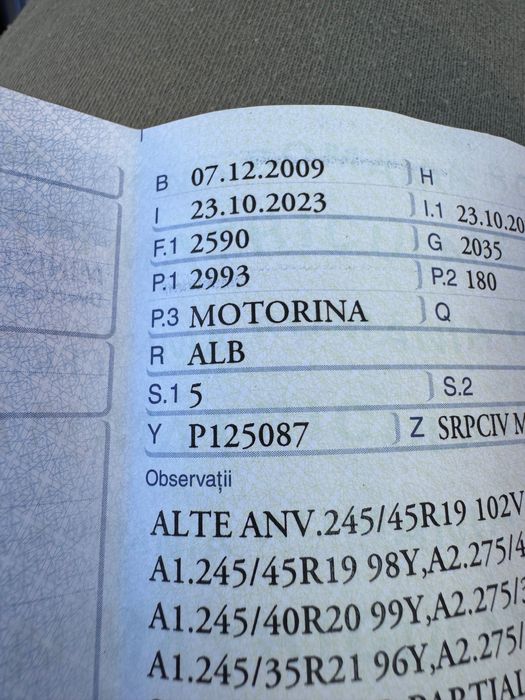 B 07.12.2009 H
I 23.10.2023 I.1 23.10.20
F.1 2590 G 2035
P.1 2993 P.2 180
P.3 MOTORINA Q
R ALB
S.1 5 S.2
Y P125087 Z SRPCIV M
Observații
ALTE ANV.245/45R19 102V
A1.245/45R19 98Y,A2.275/4
A1.245/40R20 99Y,A2.275/3
A1.245/35R21 96Y,A2.275/